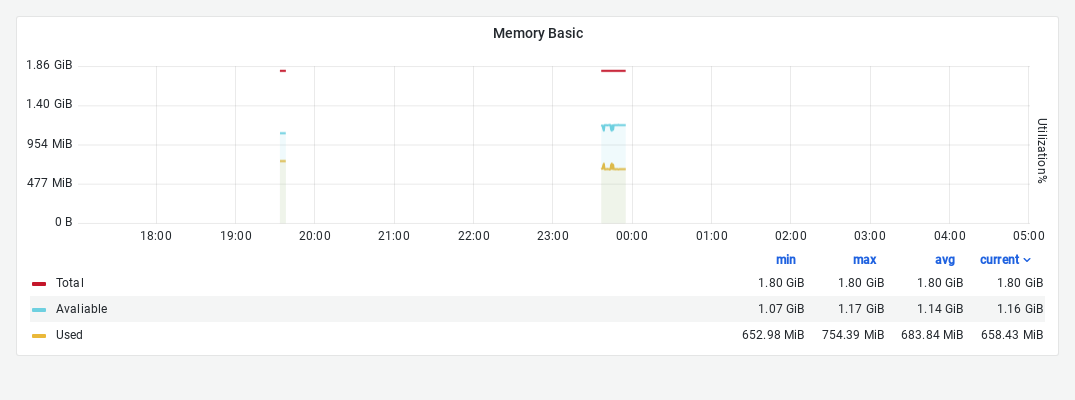 Memory Basic
1.86 GiB
1.40 GiB
954 MiB
477 MiB
0 B
Utilization%
18:00 19:00 20:00 21:00 22:00 23:00 00:00 01:00 02:00 03:00 04:00 05:00
min max avg current
Total 1.80 GiB 1.80 GiB 1.80 GiB 1.80 GiB
Avaliable 1.07 GiB 1.17 GiB 1.14 GiB 1.16 GiB
Used 652.98 MiB 754.39 MiB 683.84 MiB 658.43 MiB